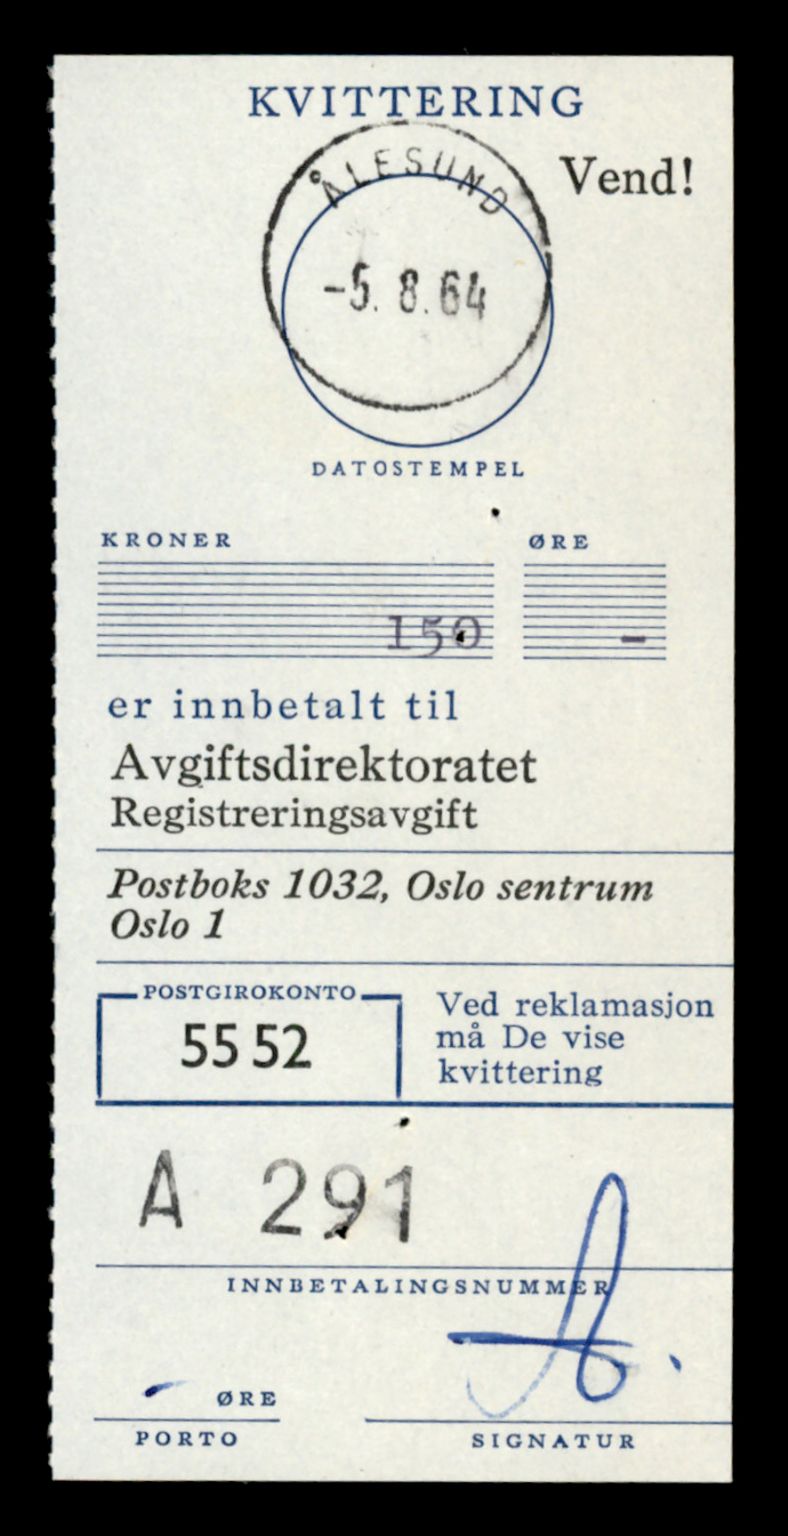 KVITTERING
Vend!
ÅLESUND
-5. 8. 64
DATOSTEMPEL
KRONER ØRE
150 -
er innbetalt til
Avgiftsdirektoratet
Registreringsavgift
Postboks 1032, Oslo sentrum
Oslo 1
POSTGIROKONTO
55 52
Ved reklamasjon
må De vise
kvittering
A 291
INNBETALINGSNUMMER
ØRE
PORTO
SIGNATUR